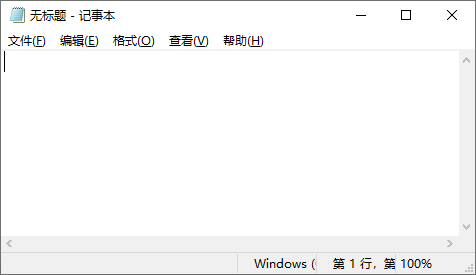 无标题 - 记事本
文件(F) 编辑(E) 格式(O) 查看(V) 帮助(H)
Windows ( 第 1 行，第 100%